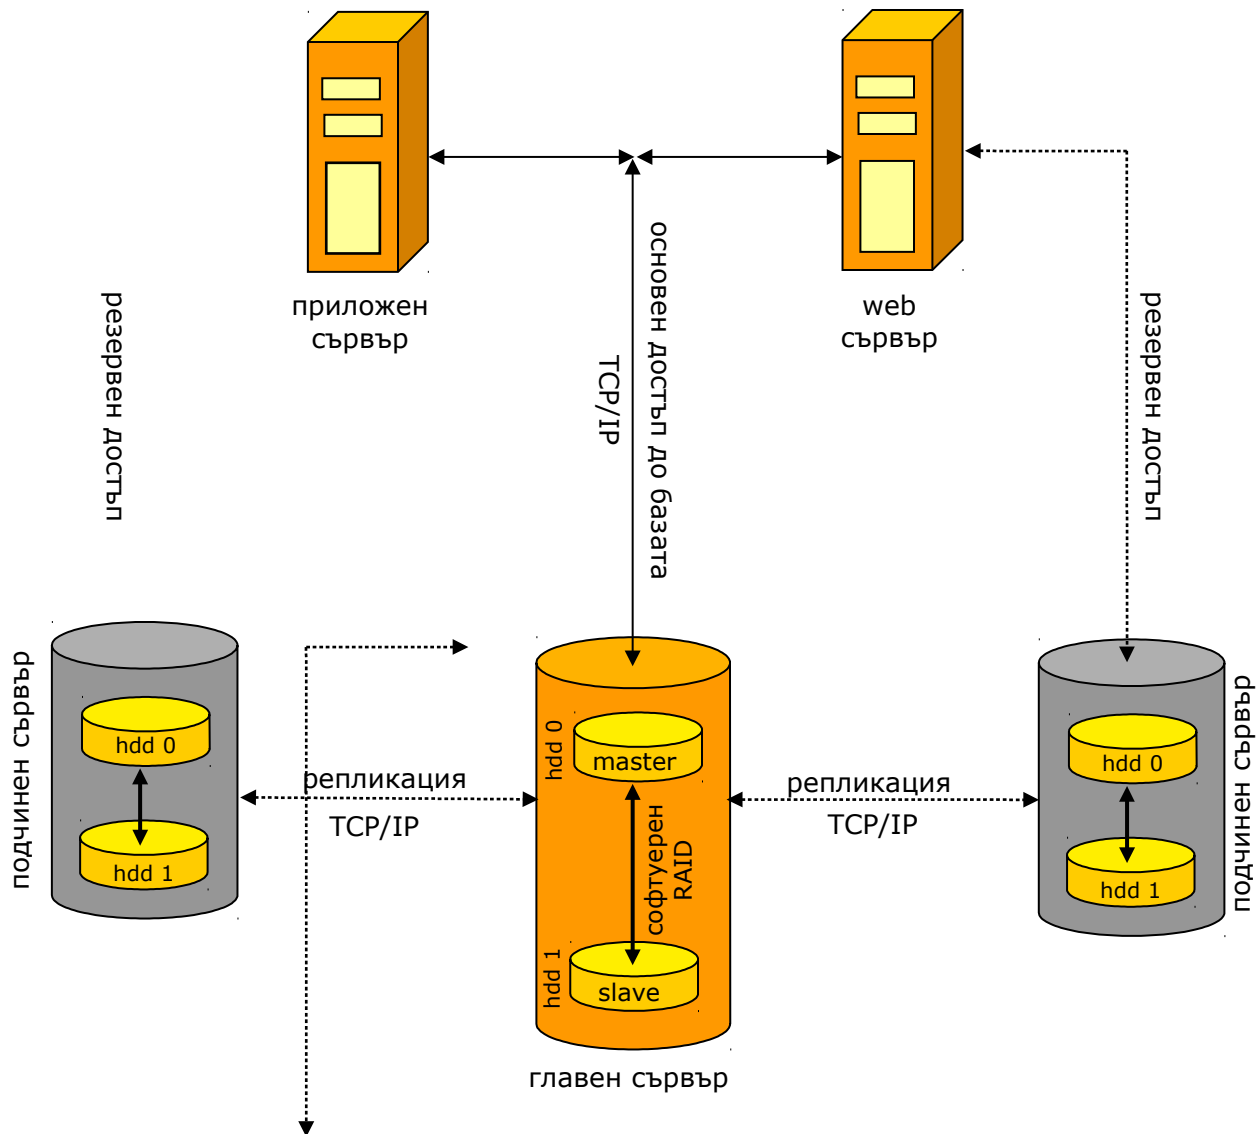 приложен
сървър
web
сървър
резервен достъп
основен достъп до базата
TCP/IP
резервен достъп
подчинен сървър
hdd 0
hdd 1
репликация
TCP/IP
hdd 0
master
софтуерен
RAID
hdd 1
slave
главен сървър
репликация
TCP/IP
hdd 0
hdd 1
подчинен сървър